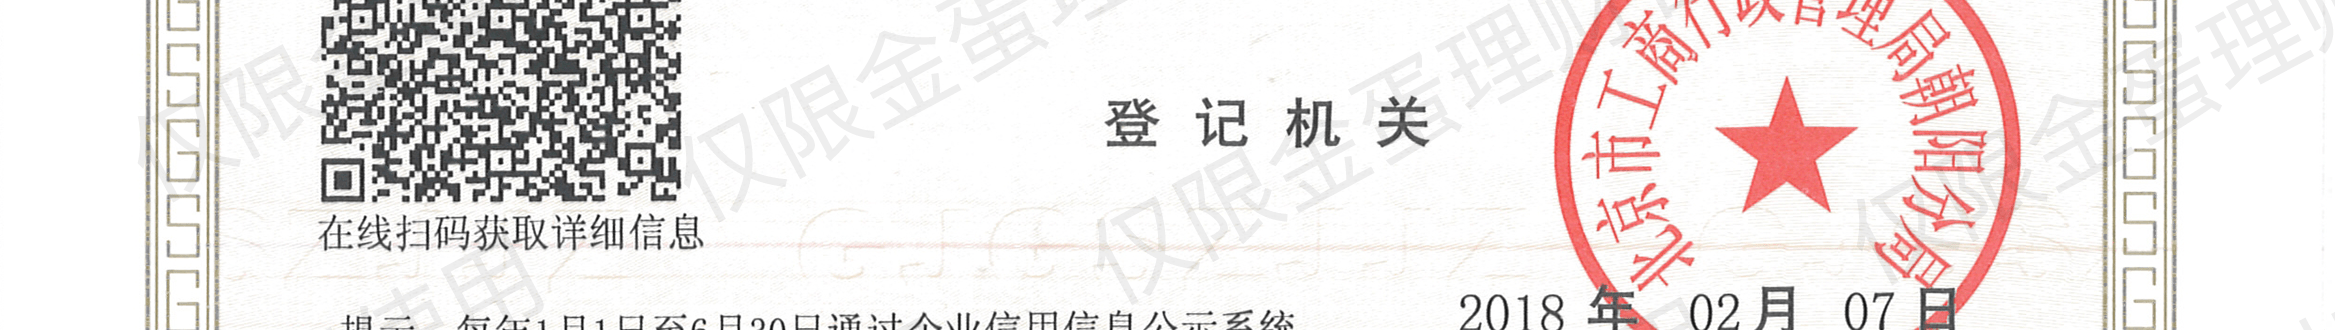 登记机关
北京市工商行政管理局朝阳分局
在线扫码获取详细信息
2018 年 02 月 07 日
提示：每年1月1日至6月30日通过企业信用信息公示系统
仅限金蛋理财
仅限金蛋理财
仅限金蛋理财
使用